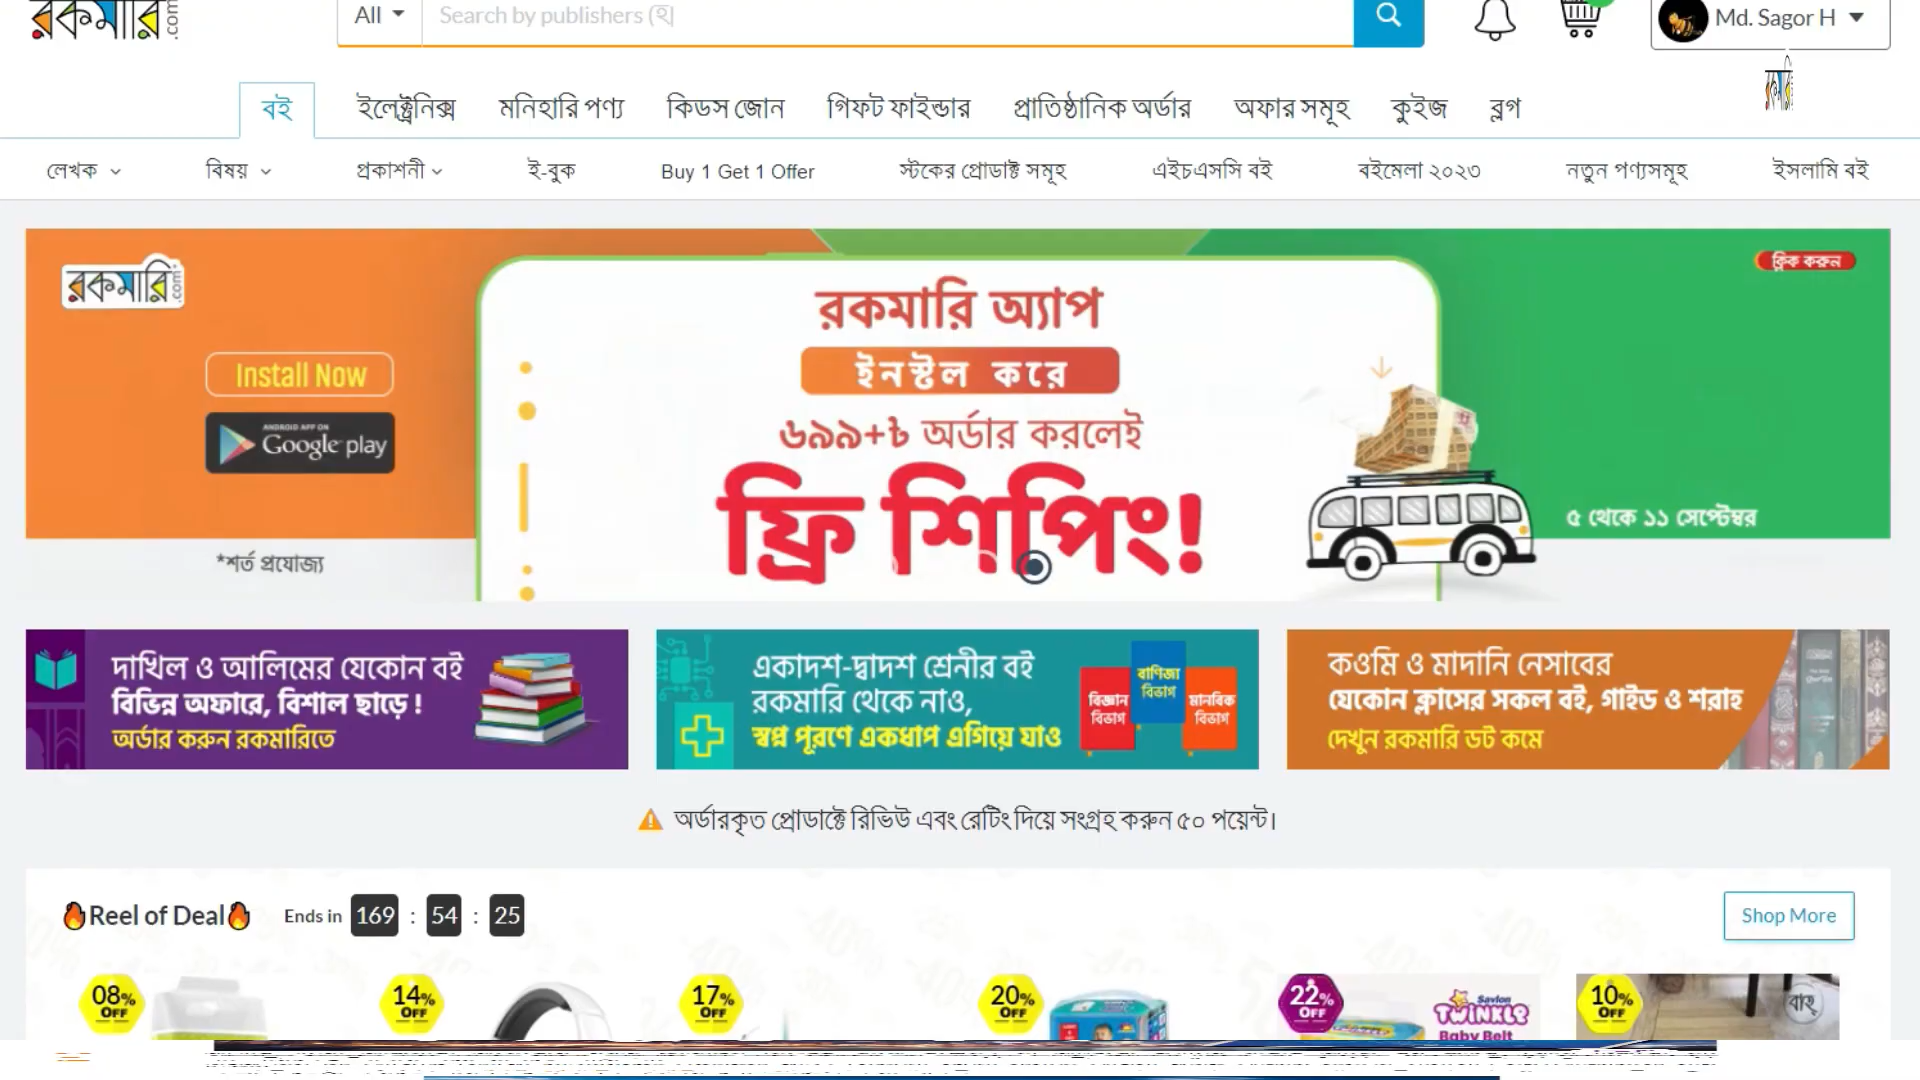 রকমারি.com
All
Search by publishers (হি
Md. Sagor H
বই ইলেক্ট্রনিক্স মনিহারি পণ্য কিডস জোন গিফট ফাইন্ডার প্রাতিষ্ঠানিক অর্ডার অফার সমূহ কুইজ ব্লগ
লেখক বিষয় প্রকাশনী ই-বুক Buy 1 Get 1 Offer স্টকের প্রোডাক্ট সমূহ এইচএসসি বই বইমেলা ২০২৩ নতুন পণ্যসমূহ ইসলামি বই
রকমারি.com
ক্লিক করুন
রকমারি অ্যাপ
Install Now
ইনস্টল করে
ANDROID APP ON
Google play
৬৯৯+৳ অর্ডার করলেই
ফ্রি শিপিং!
৫ থেকে ১১ সেপ্টেম্বর
*শর্ত প্রযোজ্য
দাখিল ও আলিমের যেকোন বই
বিভিন্ন অফারে, বিশাল ছাড়ে !
অর্ডার করুন রকমারিতে
একাদশ-দ্বাদশ শ্রেনীর বই
রকমারি থেকে নাও,
স্বপ্ন পূরণে একধাপ এগিয়ে যাও
বিজ্ঞান
বিভাগ
বাণিজ্য
বিভাগ
মানবিক
বিভাগ
কওমি ও মাদানি নেসাবের
যেকোন ক্লাসের সকল বই, গাইড ও শরাহ
দেখুন রকমারি ডট কমে
অর্ডারকৃত প্রোডাক্টে রিভিউ এবং রেটিং দিয়ে সংগ্রহ করুন ৫০ পয়েন্ট।
Reel of Deal Ends in 169 : 54 : 25
Shop More
08% OFF
14% OFF
17% OFF
20% OFF
22% OFF
Savlon
TWINKLE
Baby Belt
10% OFF